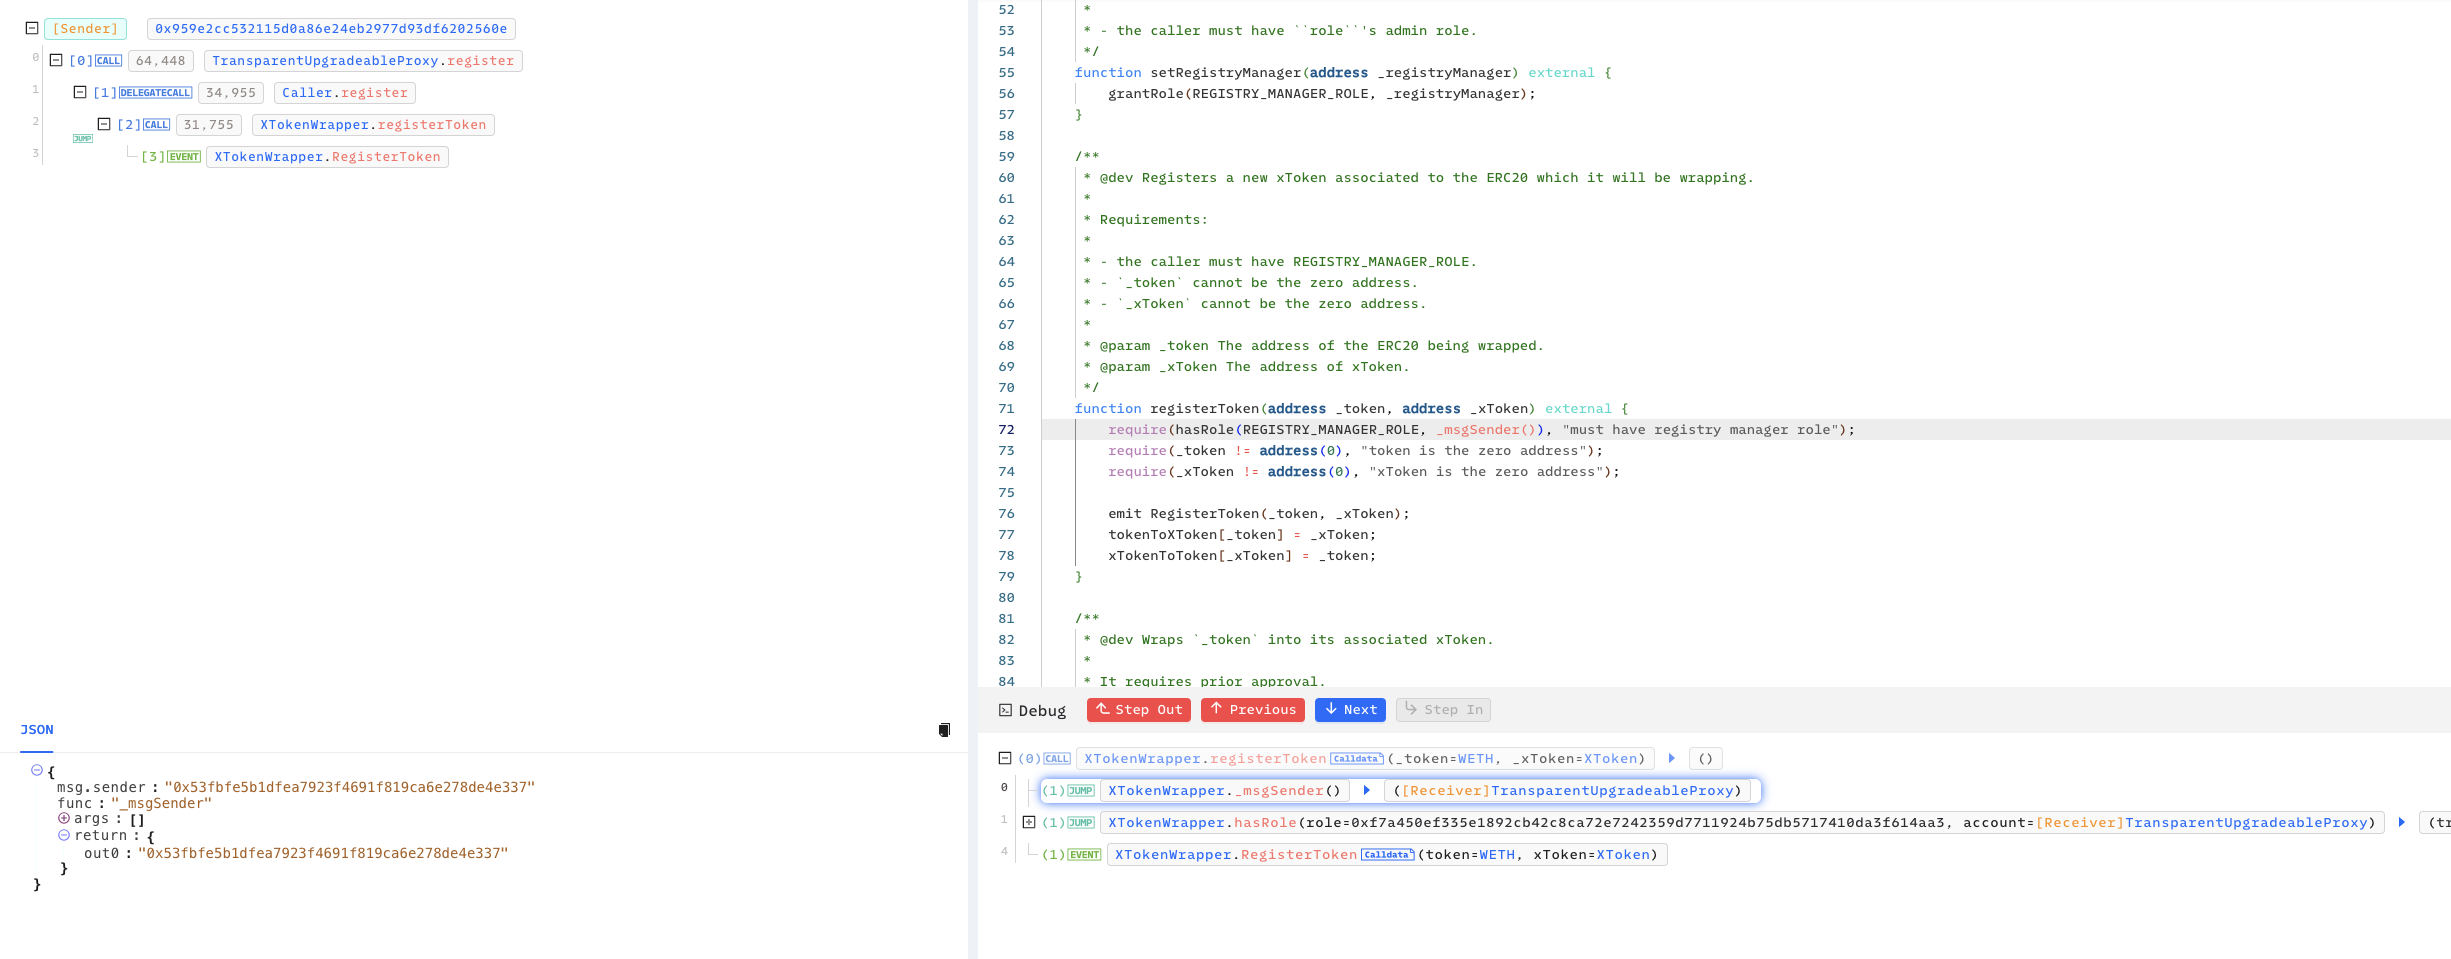 [Sender] 0x959e2cc532115d0a86e24eb2977d93df6202560e
0 [0]CALL 64,448 TransparentUpgradeableProxy.register
1 [1]DELEGATECALL 34,955 Caller.register
2 [2]CALL 31,755 XTokenWrapper.registerToken
JUMP
3 [3]EVENT XTokenWrapper.RegisterToken
JSON
{
msg.sender : "0x53fbfe5b1dfea7923f4691f819ca6e278de4e337"
func : "_msgSender"
args : []
return : {
out0 : "0x53fbfe5b1dfea7923f4691f819ca6e278de4e337"
}
}
52 *
53 * - the caller must have ``role``'s admin role.
54 */
55 function setRegistryManager(address _registryManager) external {
56 grantRole(REGISTRY_MANAGER_ROLE, _registryManager);
57 }
58
59 /**
60 * @dev Registers a new xToken associated to the ERC20 which it will be wrapping.
61 *
62 * Requirements:
63 *
64 * - the caller must have REGISTRY_MANAGER_ROLE.
65 * - `_token` cannot be the zero address.
66 * - `_xToken` cannot be the zero address.
67 *
68 * @param _token The address of the ERC20 being wrapped.
69 * @param _xToken The address of xToken.
70 */
71 function registerToken(address _token, address _xToken) external {
72 require(hasRole(REGISTRY_MANAGER_ROLE, _msgSender()), "must have registry manager role");
73 require(_token != address(0), "token is the zero address");
74 require(_xToken != address(0), "xToken is the zero address");
75
76 emit RegisterToken(_token, _xToken);
77 tokenToXToken[_token] = _xToken;
78 xTokenToToken[_xToken] = _token;
79 }
80
81 /**
82 * @dev Wraps `_token` into its associated xToken.
83 *
84 * It requires prior approval.
Debug Step Out Previous Next Step In
(0)CALL XTokenWrapper.registerToken Calldata (_token=WETH, _xToken=XToken) ()
0 (1)JUMP XTokenWrapper._msgSender() ([Receiver]TransparentUpgradeableProxy)
1 (1)JUMP XTokenWrapper.hasRole(role=0xf7a450ef335e1892cb42c8ca72e7242359d7711924b75db5717410da3f614aa3, account=[Receiver]TransparentUpgradeableProxy) (tr
4 (1)EVENT XTokenWrapper.RegisterToken Calldata (token=WETH, xToken=XToken)